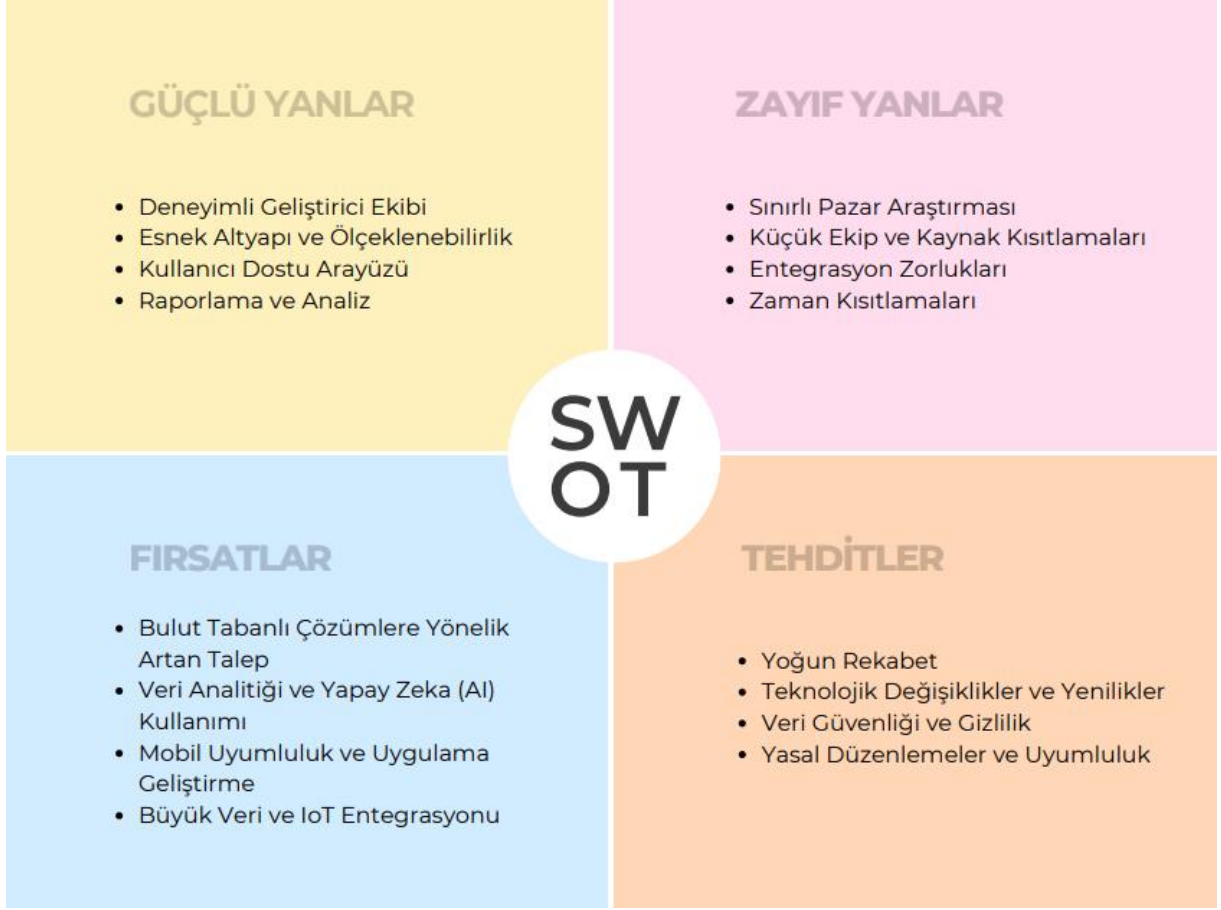 GÜÇLÜ YANLAR
• Deneyimli Geliştirici Ekibi
• Esnek Altyapı ve Ölçeklenebilirlik
• Kullanıcı Dostu Arayüzü
• Raporlama ve Analiz
ZAYIF YANLAR
• Sınırlı Pazar Araştırması
• Küçük Ekip ve Kaynak Kısıtlamaları
• Entegrasyon Zorlukları
• Zaman Kısıtlamaları
SW
OT
FIRSATLAR
• Bulut Tabanlı Çözümlere Yönelik
Artan Talep
• Veri Analitiği ve Yapay Zeka (AI)
Kullanımı
• Mobil Uyumluluk ve Uygulama
Geliştirme
• Büyük Veri ve IoT Entegrasyonu
TEHDİTLER
• Yoğun Rekabet
• Teknolojik Değişiklikler ve Yenilikler
• Veri Güvenliği ve Gizlilik
• Yasal Düzenlemeler ve Uyumluluk